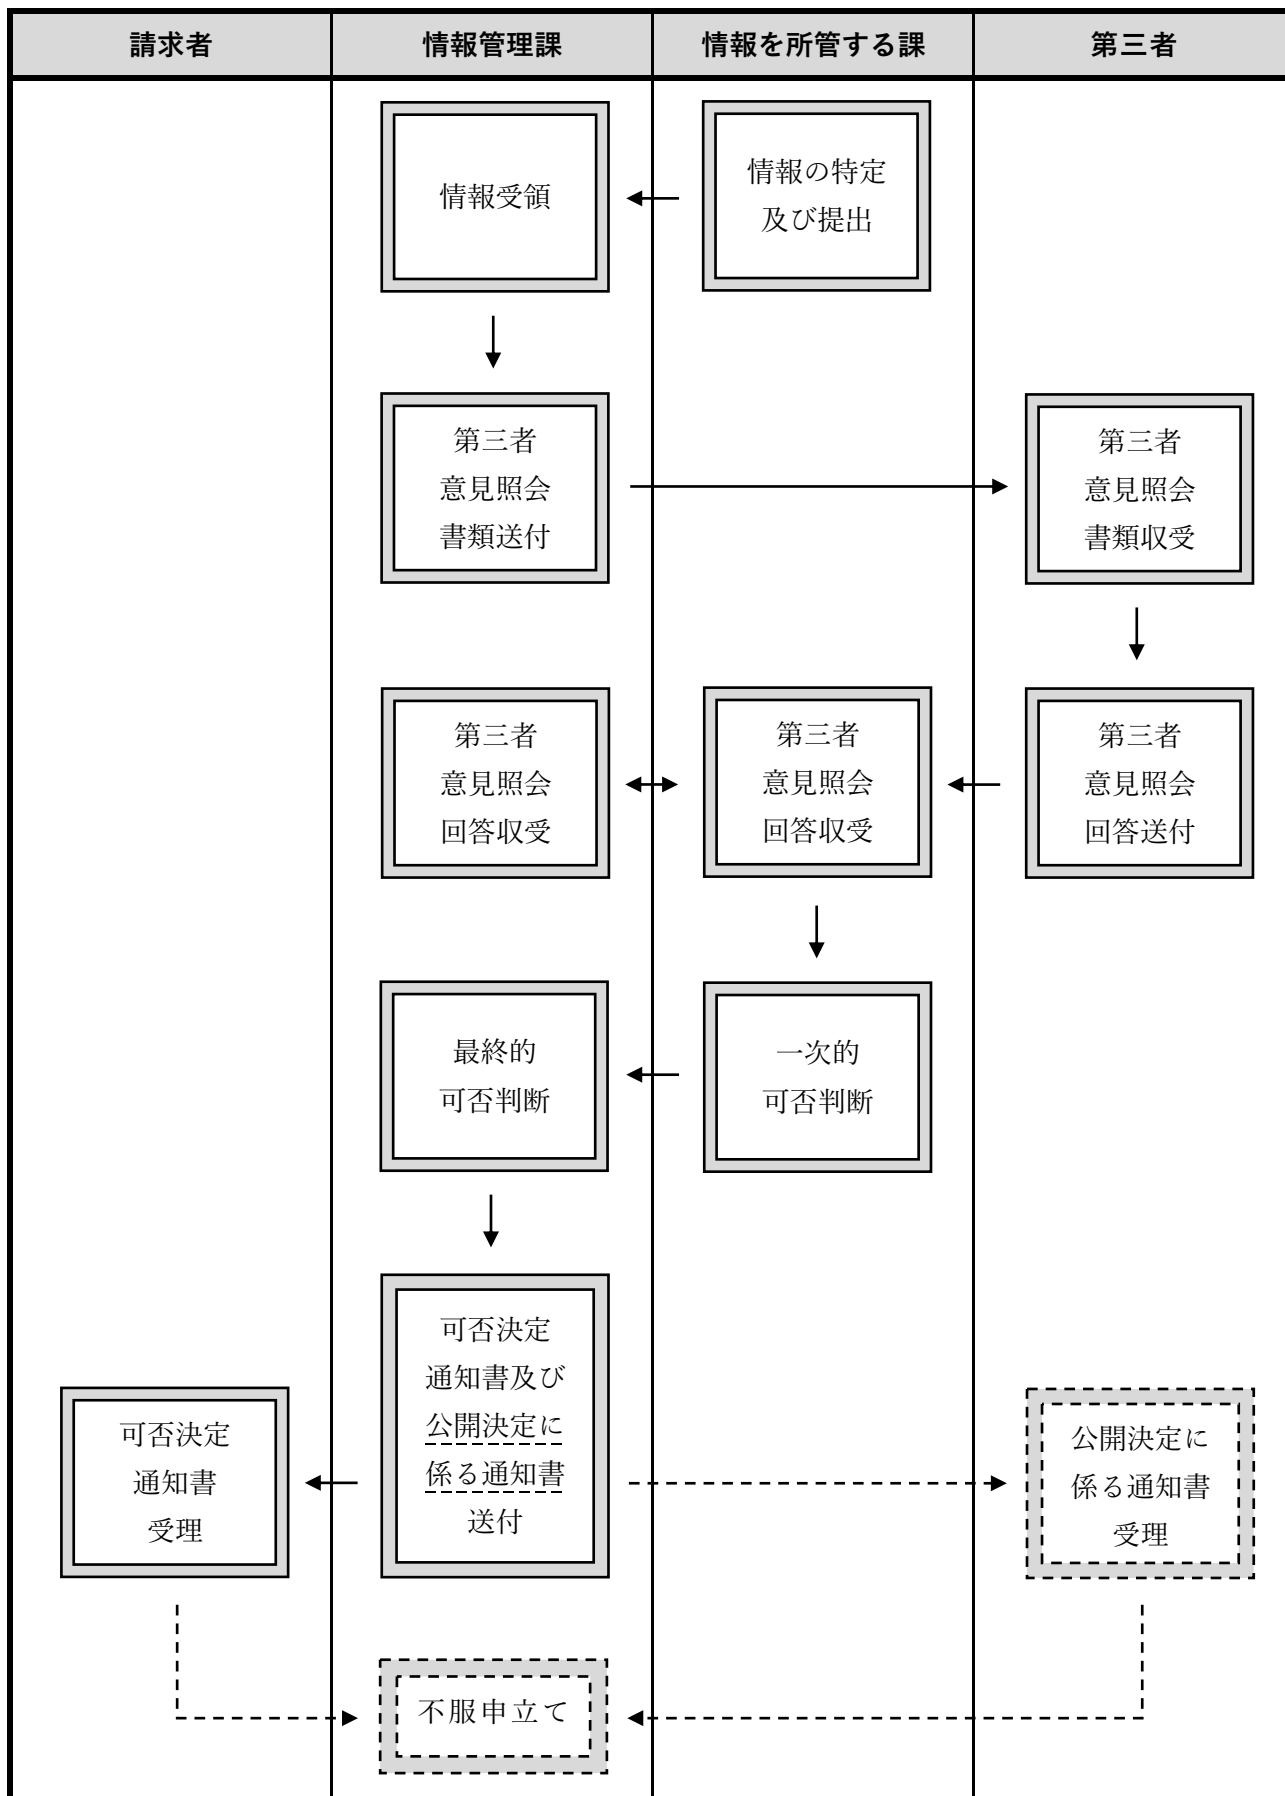 請求者
情報管理課
情報を所管する課
第三者
情報受領
情報の特定
及び提出
第三者
意見照会
書類送付
第三者
意見照会
書類収受
第三者
意見照会
回答収受
第三者
意見照会
回答収受
第三者
意見照会
回答送付
最終的
可否判断
一次的
可否判断
可否決定
通知書
受理
可否決定
通知書及び
公開決定に
係る通知書
送付
公開決定に
係る通知書
受理
不服申立て